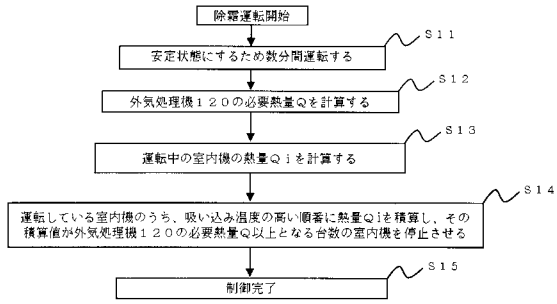 除霜運転開始
S11
安定状態にするため数分間運転する
S12
外気処理機120の必要熱量Qを計算する
S13
運転中の室内機の熱量Qiを計算する
S14
運転している室内機のうち、吸い込み温度の高い順番に熱量Qiを積算し、その
積算値が外気処理機120の必要熱量Q以上となる台数の室内機を停止させる
S15
制御完了